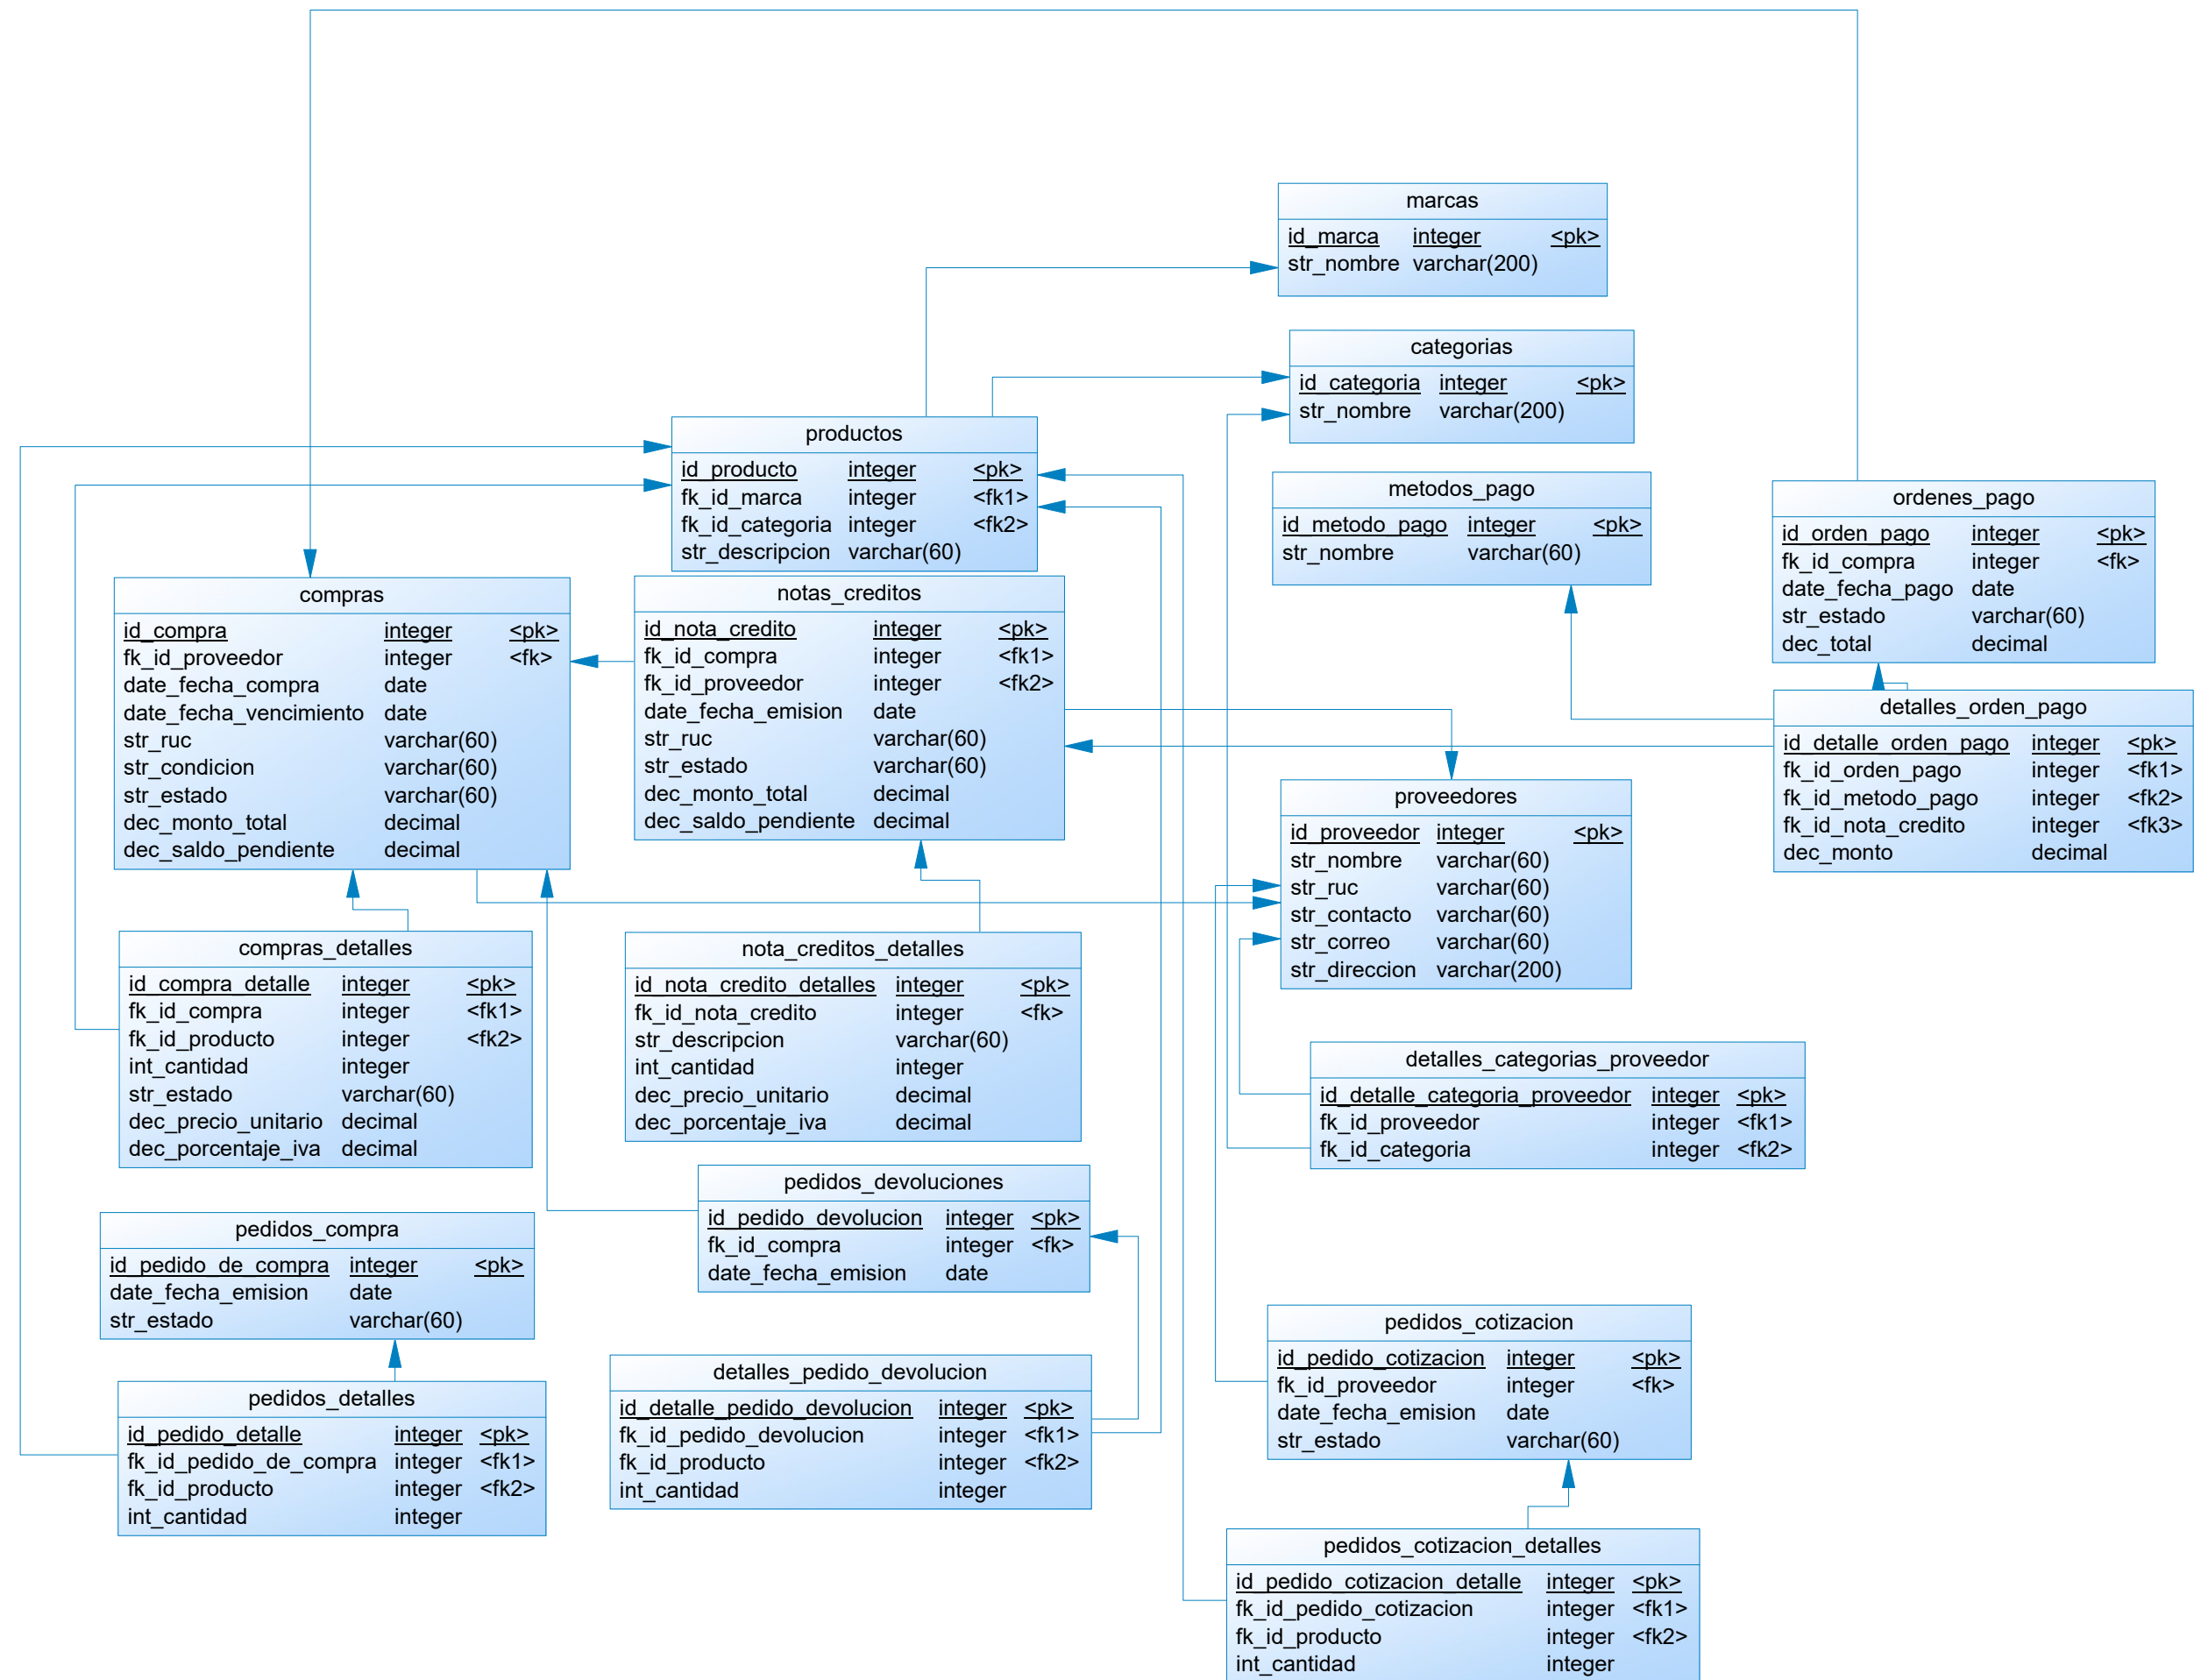 marcas
id_marca integer <pk>
str_nombre varchar(200)
categorias
id_categoria integer <pk>
str_nombre varchar(200)
productos
id_producto integer <pk>
fk_id_marca integer <fk1>
fk_id_categoria integer <fk2>
str_descripcion varchar(60)
metodos_pago
id_metodo_pago integer <pk>
str_nombre varchar(60)
ordenes_pago
id_orden_pago integer <pk>
fk_id_compra integer <fk>
date_fecha_pago date
str_estado varchar(60)
dec_total decimal
compras
id_compra integer <pk>
fk_id_proveedor integer <fk>
date_fecha_compra date
date_fecha_vencimiento date
str_ruc varchar(60)
str_condicion varchar(60)
str_estado varchar(60)
dec_monto_total decimal
dec_saldo_pendiente decimal
notas_creditos
id_nota_credito integer <pk>
fk_id_compra integer <fk1>
fk_id_proveedor integer <fk2>
date_fecha_emision date
str_ruc varchar(60)
str_estado varchar(60)
dec_monto_total decimal
dec_saldo_pendiente decimal
detalles_orden_pago
id_detalle_orden_pago integer <pk>
fk_id_orden_pago integer <fk1>
fk_id_metodo_pago integer <fk2>
fk_id_nota_credito integer <fk3>
dec_monto decimal
proveedores
id_proveedor integer <pk>
str_nombre varchar(60)
str_ruc varchar(60)
str_contacto varchar(60)
str_correo varchar(60)
str_direccion varchar(200)
compras_detalles
id_compra_detalle integer <pk>
fk_id_compra integer <fk1>
fk_id_producto integer <fk2>
int_cantidad integer
str_estado varchar(60)
dec_precio_unitario decimal
dec_porcentaje_iva decimal
nota_creditos_detalles
id_nota_credito_detalles integer <pk>
fk_id_nota_credito integer <fk>
str_descripcion varchar(60)
int_cantidad integer
dec_precio_unitario decimal
dec_porcentaje_iva decimal
detalles_categorias_proveedor
id_detalle_categoria_proveedor integer <pk>
fk_id_proveedor integer <fk1>
fk_id_categoria integer <fk2>
pedidos_devoluciones
id_pedido_devolucion integer <pk>
fk_id_compra integer <fk>
date_fecha_emision date
pedidos_compra
id_pedido_de_compra integer <pk>
date_fecha_emision date
str_estado varchar(60)
pedidos_cotizacion
id_pedido_cotizacion integer <pk>
fk_id_proveedor integer <fk>
date_fecha_emision date
str_estado varchar(60)
detalles_pedido_devolucion
id_detalle_pedido_devolucion integer <pk>
fk_id_pedido_devolucion integer <fk1>
fk_id_producto integer <fk2>
int_cantidad integer
pedidos_detalles
id_pedido_detalle integer <pk>
fk_id_pedido_de_compra integer <fk1>
fk_id_producto integer <fk2>
int_cantidad integer
pedidos_cotizacion_detalles
id_pedido_cotizacion_detalle integer <pk>
fk_id_pedido_cotizacion integer <fk1>
fk_id_producto integer <fk2>
int_cantidad integer